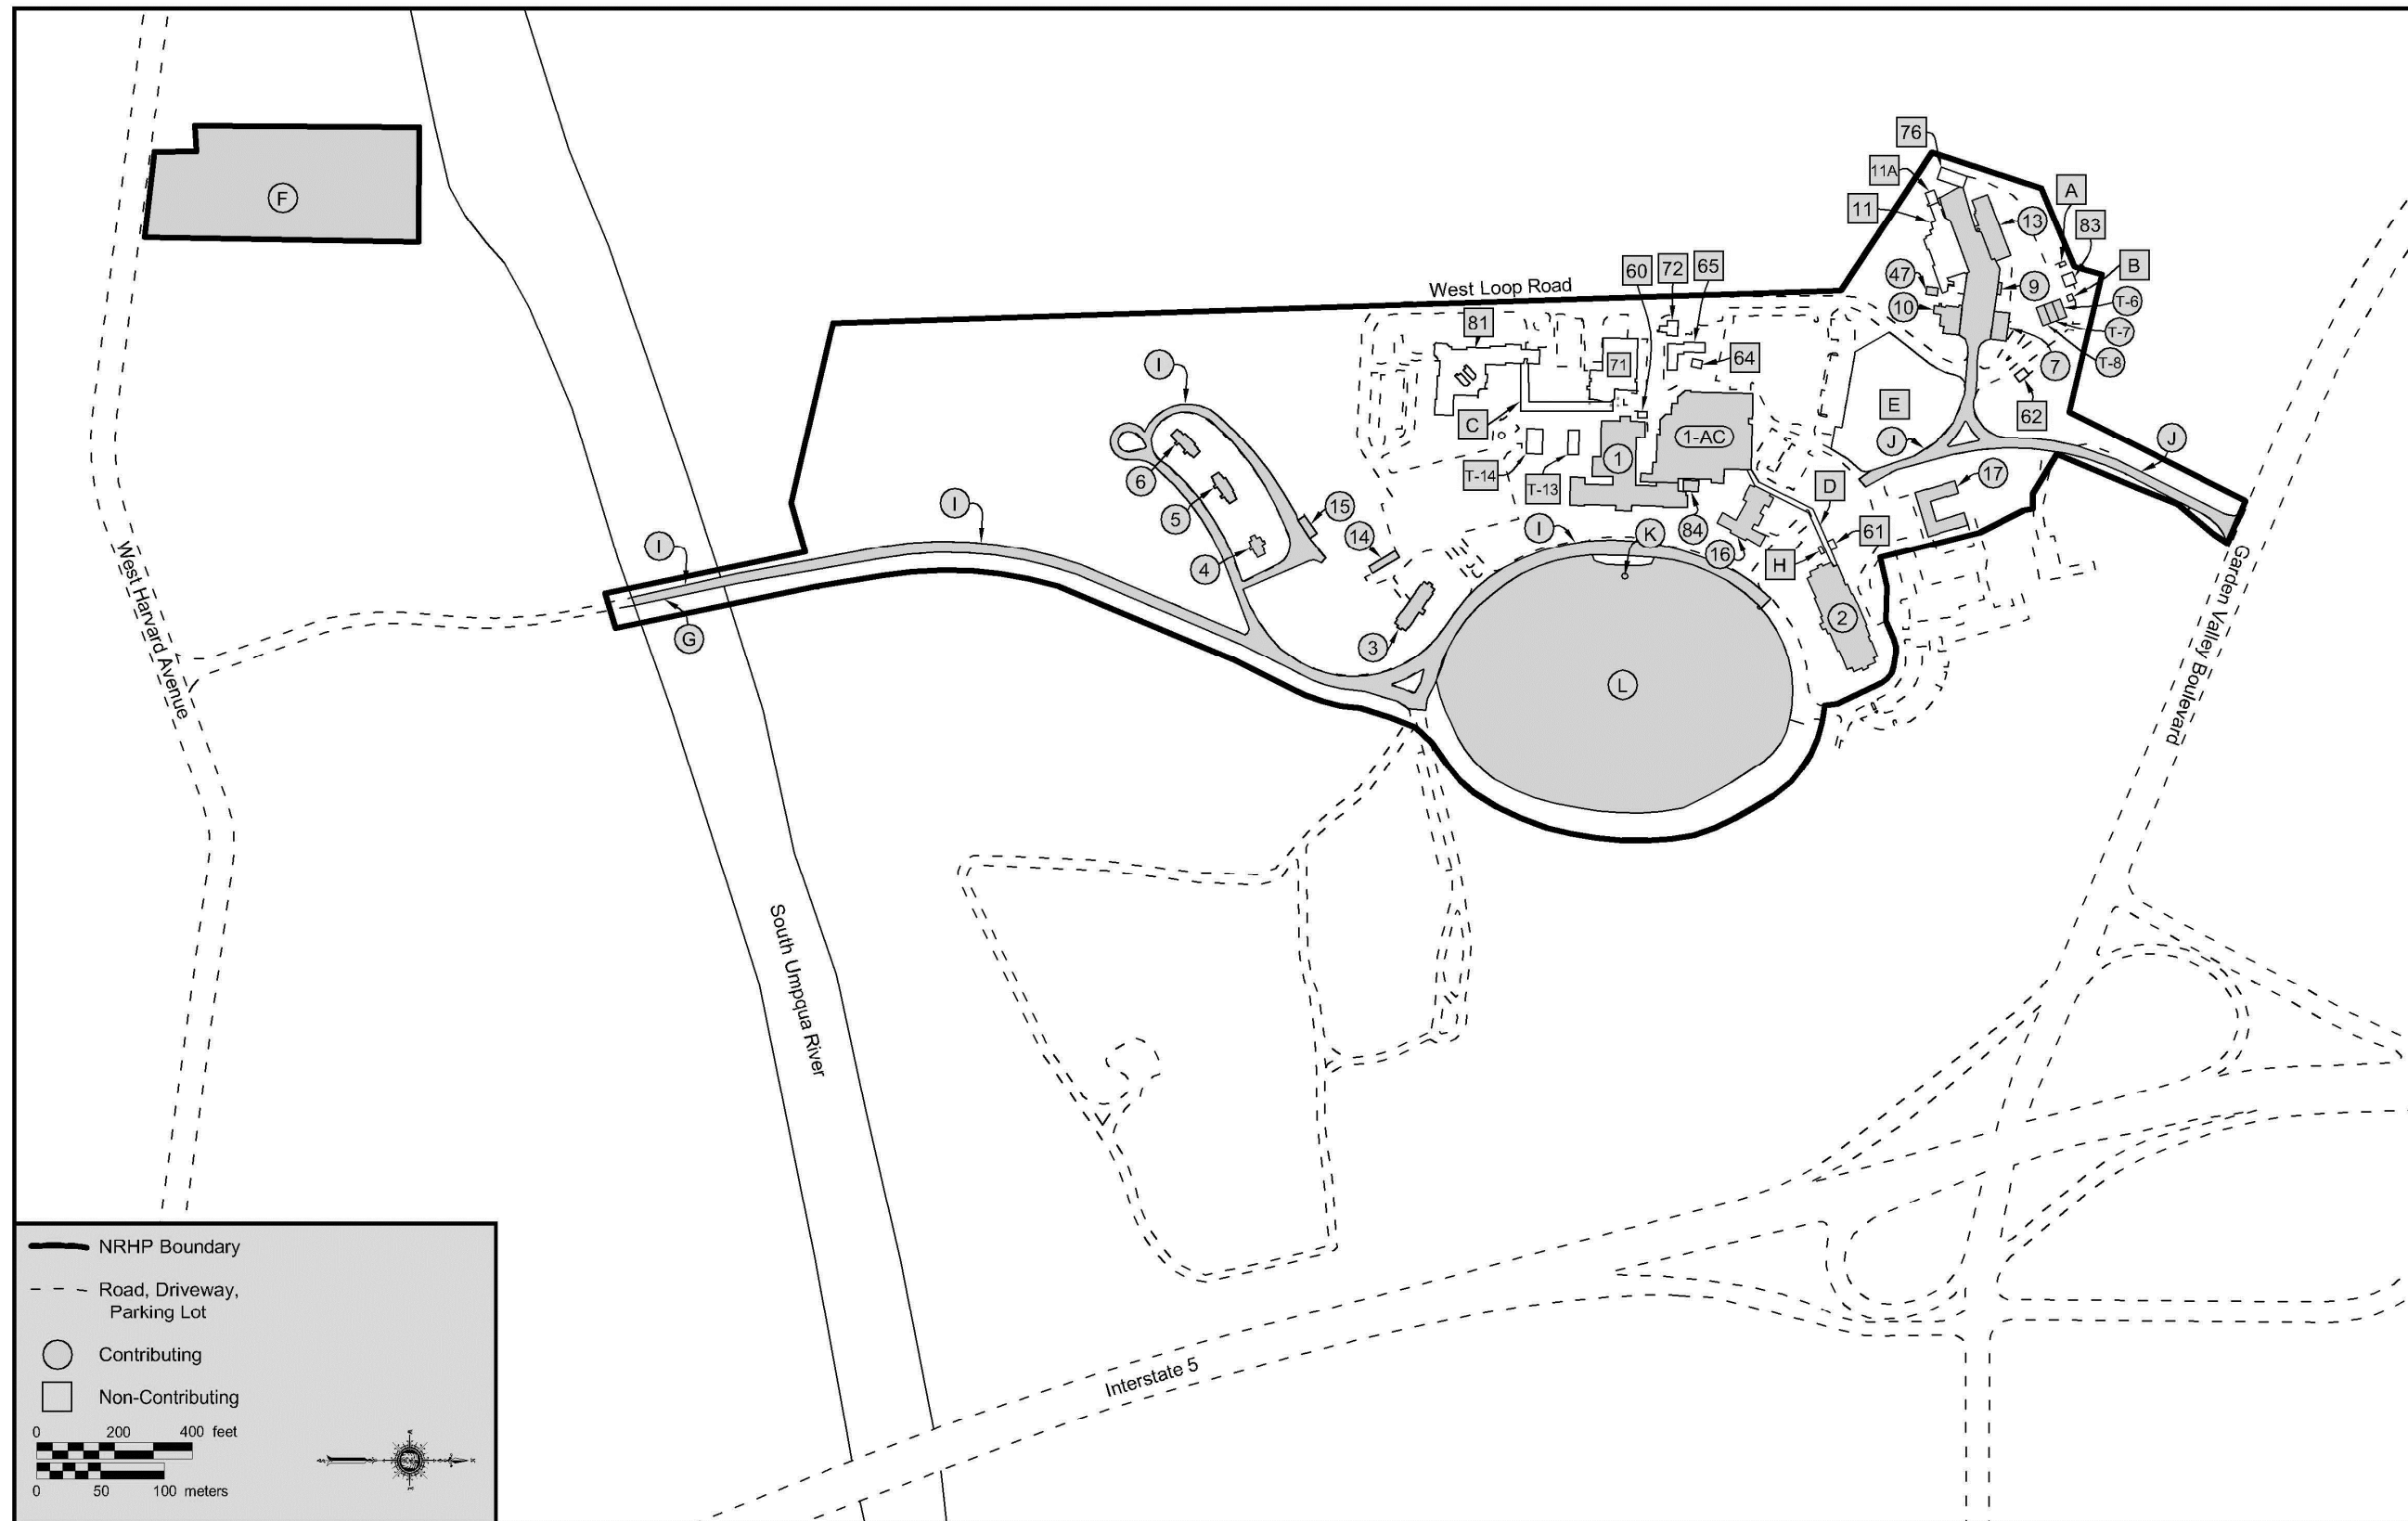 76
11A
A
11
13
83
F
B
60
72
65
47
9
West Loop Road
10
T-6
81
T-7
I
71
64
7
T-8
E
62
C
1-AC
J
J
6
1
T-14
T-13
17
5
D
I
15
84
I
K
61
14
I
16
H
4
West Harvard Avenue
G
3
2
Garden Valley Boulevard
L
South Umpqua River
Interstate 5
NRHP Boundary
Road, Driveway,
Parking Lot
Contributing
Non-Contributing
0 200 400 feet
0 50 100 meters